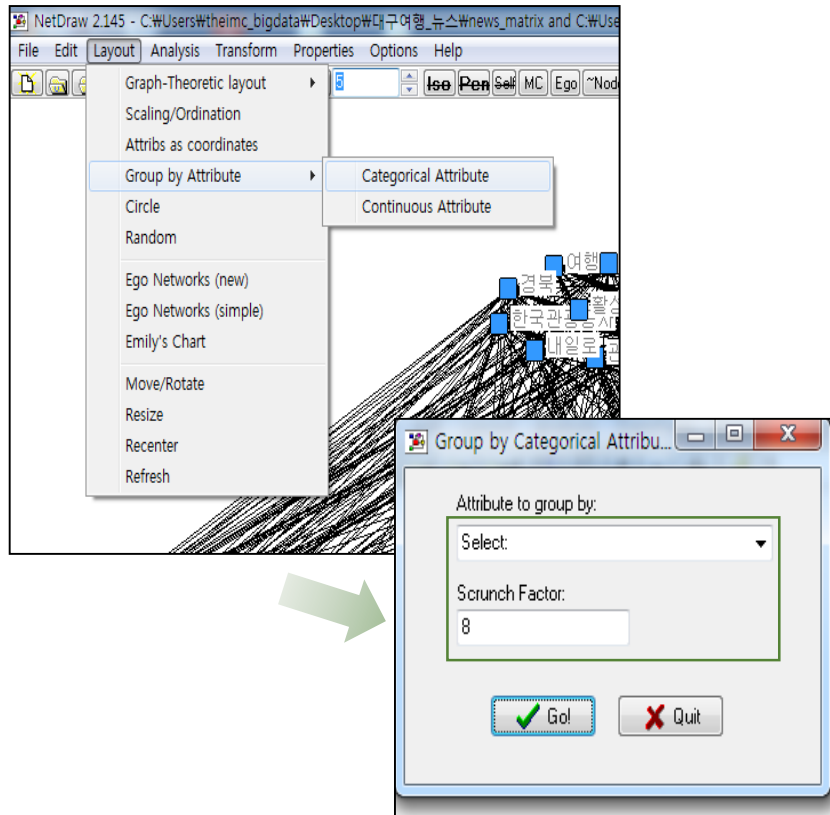 NetDraw 2.145 - C:₩Users₩theimc_bigdata₩Desktop₩대구여행_뉴스₩news_matrix and C:₩Use
File Edit Layout Analysis Transform Properties Options Help
5 Iso Pen Self MC Ego ~Nod
Graph-Theoretic layout
Scaling/Ordination
Attribs as coordinates
Group by Attribute
Categorical Attribute
Circle
Continuous Attribute
Random
Ego Networks (new)
Ego Networks (simple)
Emily's Chart
Move/Rotate
Resize
Recenter
Refresh
여행
경북
활성
한국관광공사
내일로
Group by Categorical Attribu...
Attribute to group by:
Select:
Scrunch Factor:
8
Go! Quit